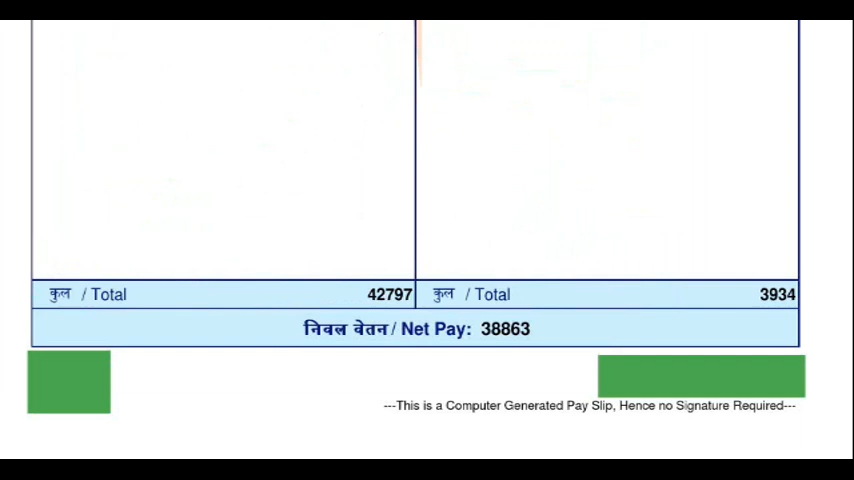 कुल / Total 42797 कुल / Total 3934
निवल वेतन / Net Pay: 38863
---This is a Computer Generated Pay Slip, Hence no Signature Required---